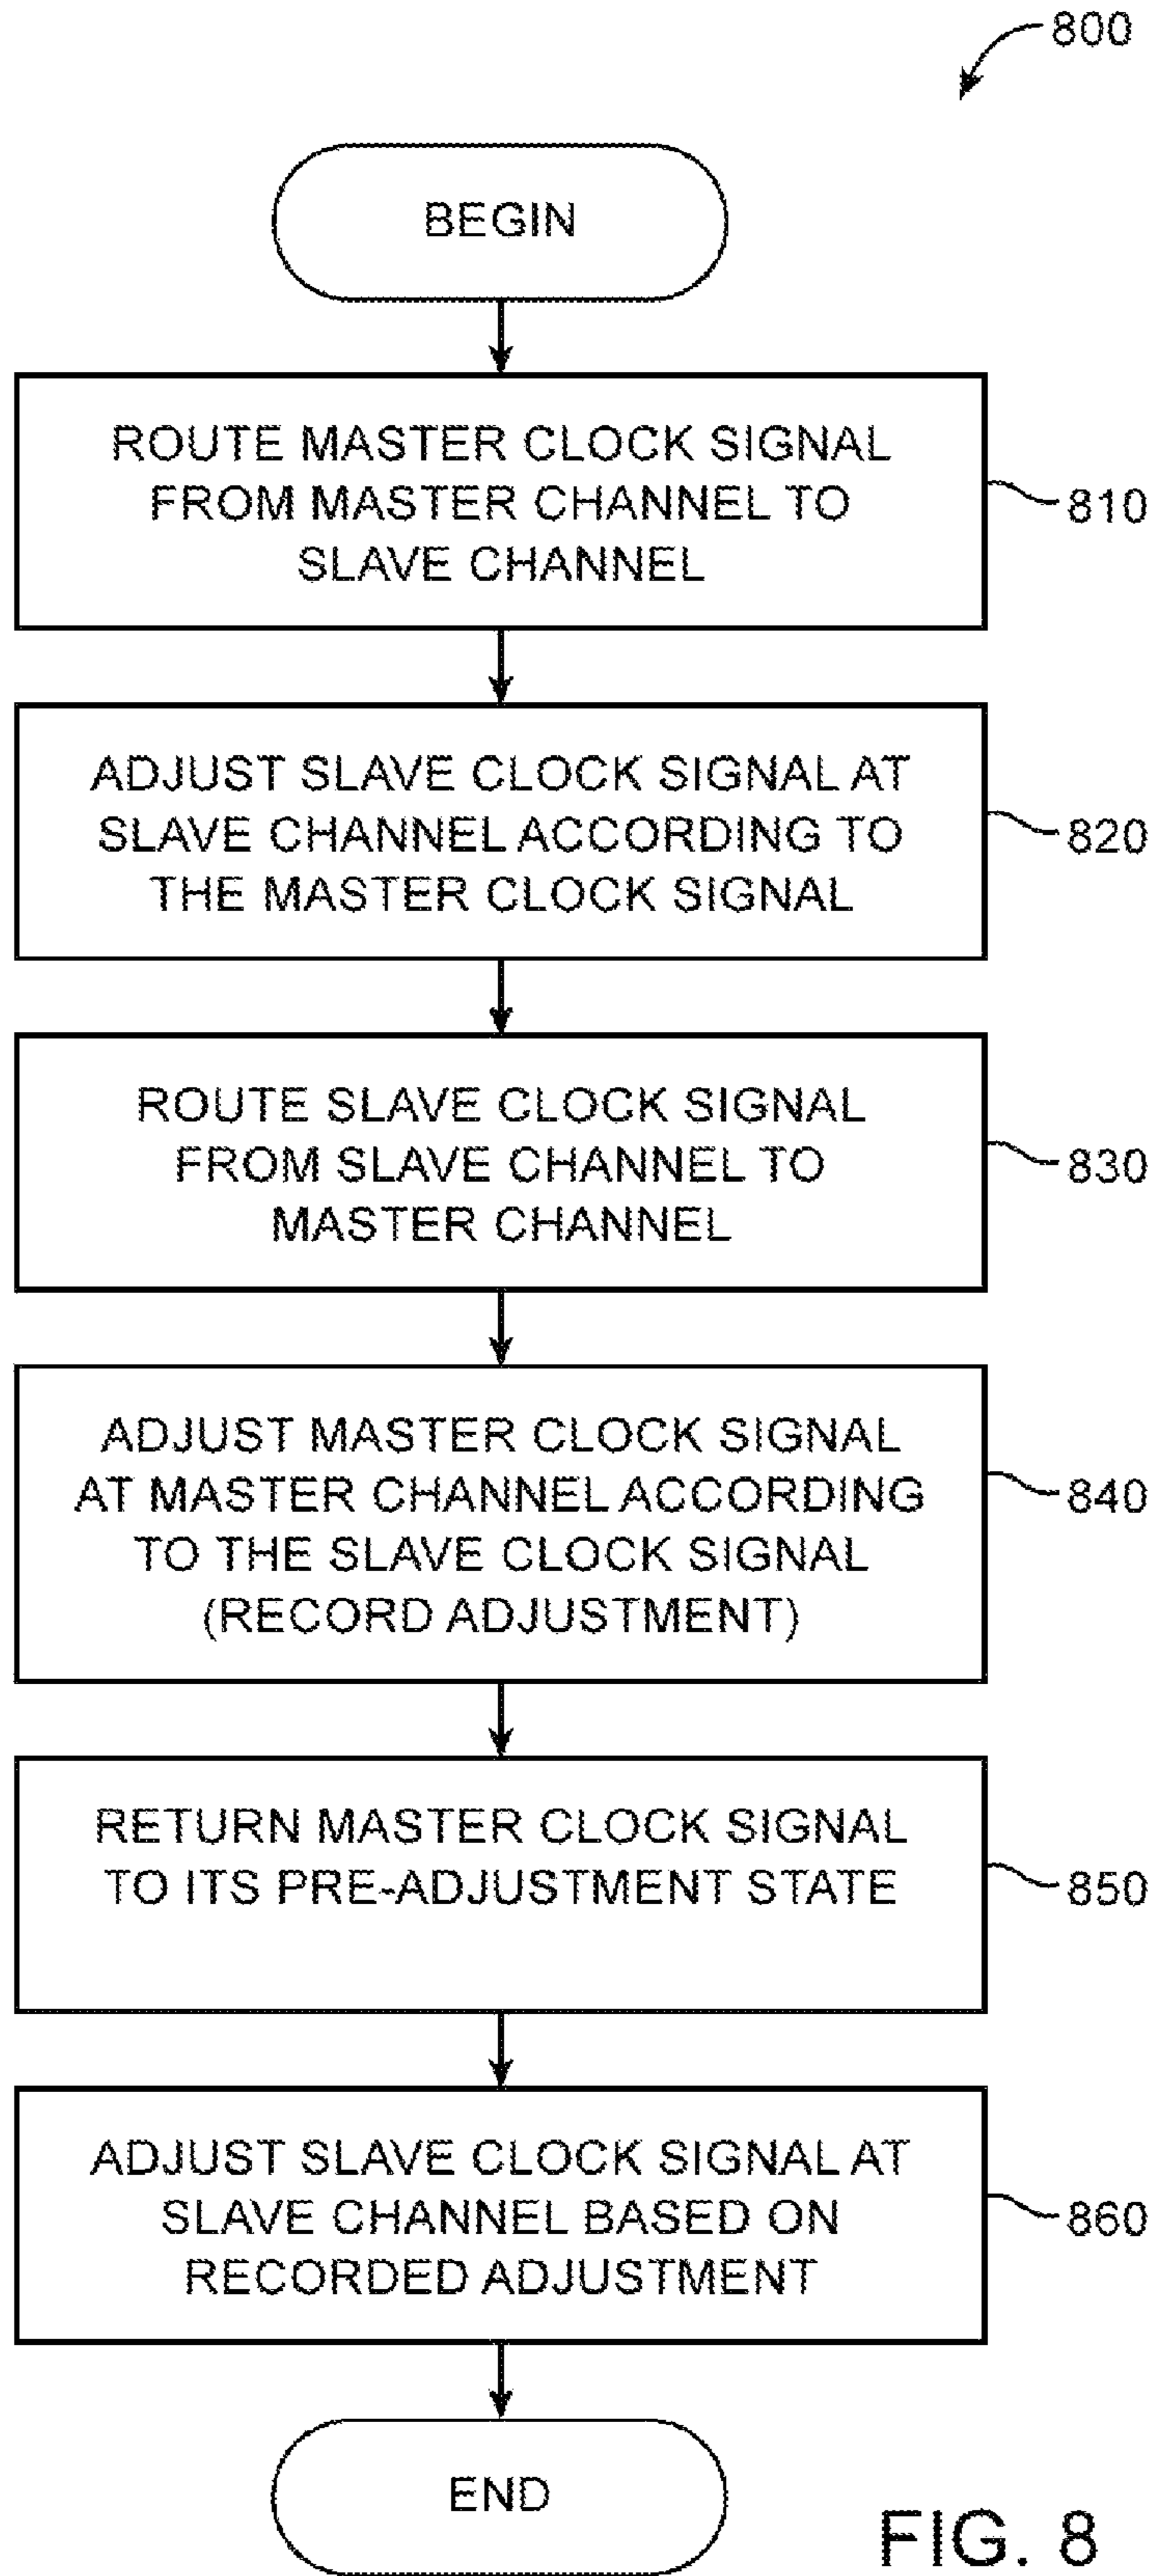 800
BEGIN
ROUTE MASTER CLOCK SIGNAL
FROM MASTER CHANNEL TO
SLAVE CHANNEL
810
ADJUST SLAVE CLOCK SIGNAL AT
SLAVE CHANNEL ACCORDING TO
THE MASTER CLOCK SIGNAL
820
ROUTE SLAVE CLOCK SIGNAL
FROM SLAVE CHANNEL TO
MASTER CHANNEL
830
ADJUST MASTER CLOCK SIGNAL
AT MASTER CHANNEL ACCORDING
TO THE SLAVE CLOCK SIGNAL
(RECORD ADJUSTMENT)
840
RETURN MASTER CLOCK SIGNAL
TO ITS PRE-ADJUSTMENT STATE
850
ADJUST SLAVE CLOCK SIGNAL AT
SLAVE CHANNEL BASED ON
RECORDED ADJUSTMENT
860
END
FIG. 8